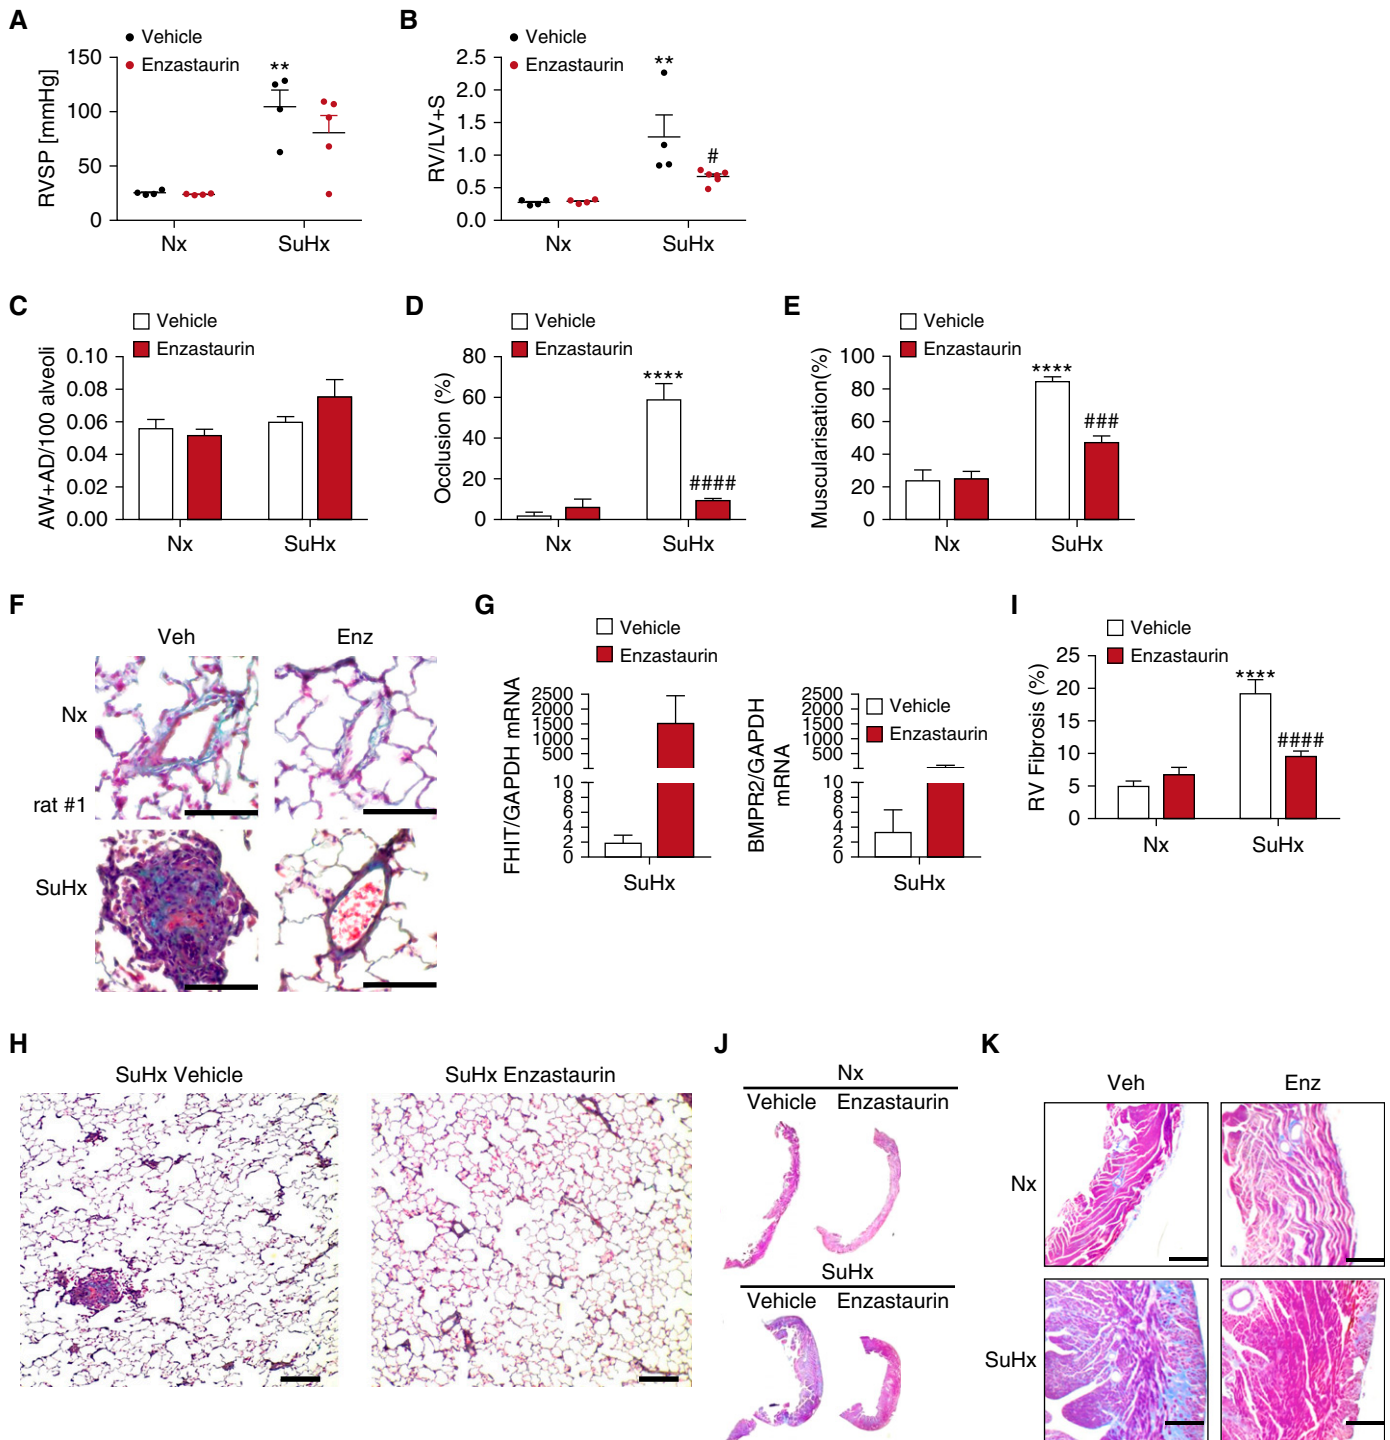 A
Vehicle
Enzastaurin
RVSP [mmHg]
150
100
50
0
**
Nx
SuHx
B
Vehicle
Enzastaurin
RV/LV+S
2.5
2.0
1.5
1.0
0.5
0.0
**
#
Nx
SuHx
C
Vehicle
Enzastaurin
AW+AD/100 alveoli
0.10
0.08
0.06
0.04
0.02
0.00
Nx
SuHx
D
Vehicle
Enzastaurin
Occlusion (%)
80
60
40
20
0
****
####
Nx
SuHx
E
Vehicle
Enzastaurin
Muscularisation(%)
100
80
60
40
20
0
****
###
Nx
SuHx
F
Veh
Enz
Nx
rat #1
SuHx
G
Vehicle
Enzastaurin
FHIT/GAPDH mRNA
2500
2000
1500
1000
500
10
8
6
4
2
0
SuHx
BMPR2/GAPDH
mRNA
Vehicle
Enzastaurin
2500
2000
1500
1000
500
10
8
6
4
2
0
SuHx
I
Vehicle
Enzastaurin
RV Fibrosis (%)
25
20
15
10
5
0
****
####
Nx
SuHx
H
SuHx Vehicle
SuHx Enzastaurin
J
Nx
Vehicle Enzastaurin
SuHx
Vehicle Enzastaurin
K
Veh
Enz
Nx
SuHx